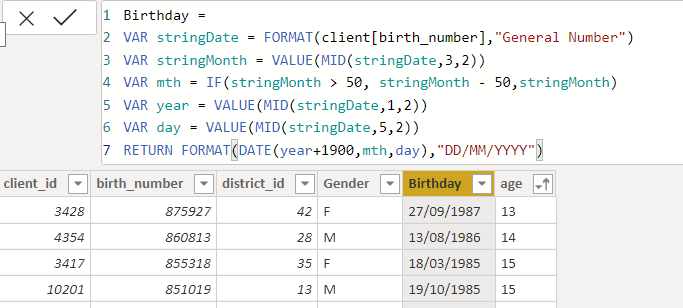 1 Birthday =
2 VAR stringDate = FORMAT(client[birth_number],"General Number")
3 VAR stringMonth = VALUE(MID(stringDate,3,2))
4 VAR mth = IF(stringMonth > 50, stringMonth - 50,stringMonth)
5 VAR year = VALUE(MID(stringDate,1,2))
6 VAR day = VALUE(MID(stringDate,5,2))
7 RETURN FORMAT(DATE(year+1900,mth,day),"DD/MM/YYYY")
client_id birth_number district_id Gender Birthday age
3428 875927 42 F 27/09/1987 13
4354 860813 28 M 13/08/1986 14
3417 855318 35 F 18/03/1985 15
10201 851019 13 M 19/10/1985 15